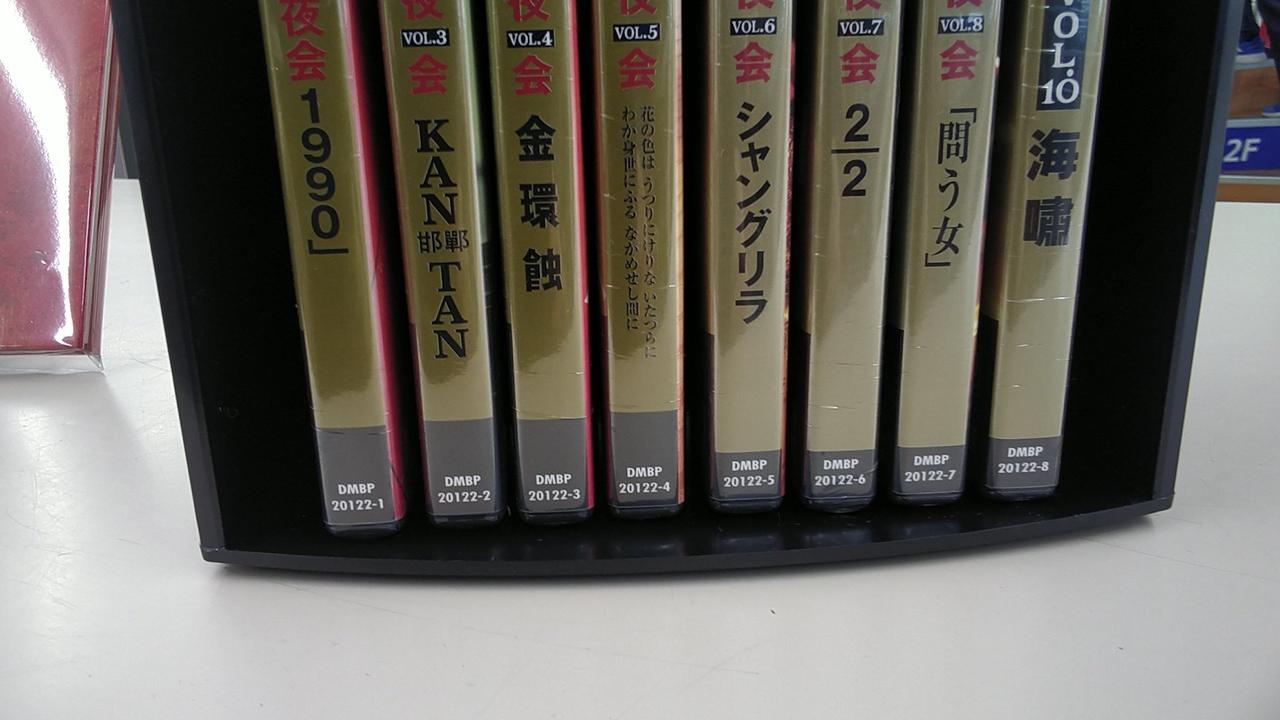 夜会
1990」
DMBP
20122-1
夜
VOL.3
会
KAN
邯鄲
TAN
DMBP
20122-2
夜
VOL.4
会
金環蝕
DMBP
20122-3
夜
VOL.5
会
花の色は うつりにけりな いたづらに
わが身世にふる ながめせし間に
DMBP
20122-4
夜
VOL.6
会
シャングリラ
DMBP
20122-5
夜
VOL.7
会
2/2
DMBP
20122-6
夜
VOL.8
会
「問う女」
DMBP
20122-7
VOL.10
海嘯
DMBP
20122-8
2F